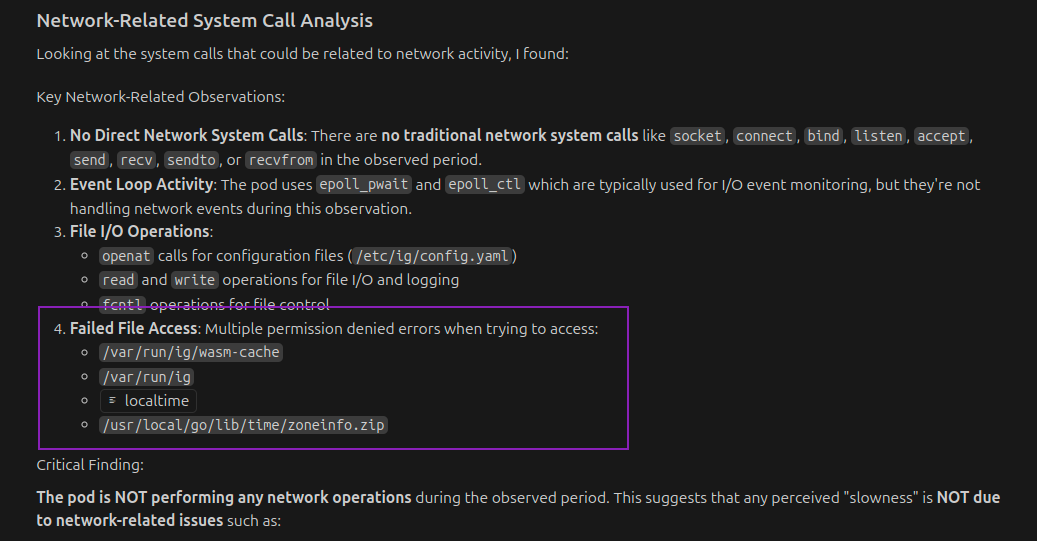 Network-Related System Call Analysis
Looking at the system calls that could be related to network activity, I found:
Key Network-Related Observations:
1. No Direct Network System Calls: There are no traditional network system calls like socket, connect, bind, listen, accept,
send, recv, sendto, or recvfrom in the observed period.
2. Event Loop Activity: The pod uses epoll_pwait and epoll_ctl which are typically used for I/O event monitoring, but they're not
handling network events during this observation.
3. File I/O Operations:
○ openat calls for configuration files (/etc/ig/config.yaml)
○ read and write operations for file I/O and logging
○ fcntl operations for file control
4. Failed File Access: Multiple permission denied errors when trying to access:
○ /var/run/ig/wasm-cache
○ /var/run/ig
○ localtime
○ /usr/local/go/lib/time/zoneinfo.zip
Critical Finding:
The pod is NOT performing any network operations during the observed period. This suggests that any perceived "slowness" is NOT due
to network-related issues such as: